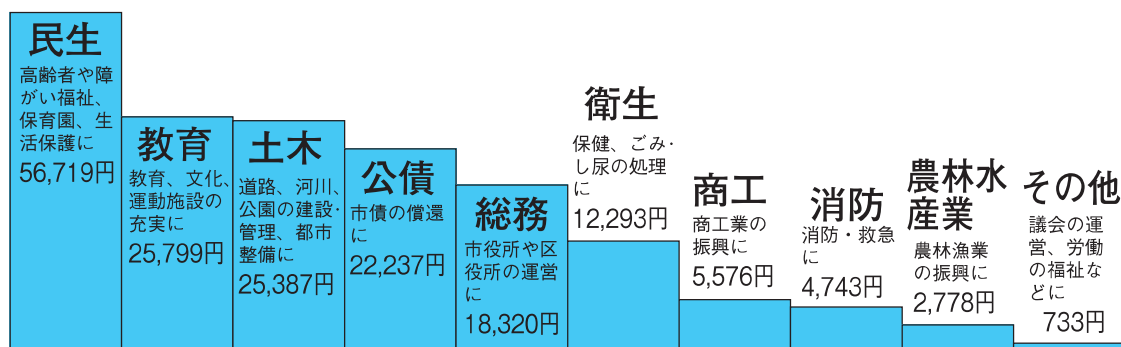 民生
高齢者や障
がい福祉、
保育園、生
活保護に
56,719円
教育
教育、文化、
運動施設の
充実に
25,799円
土木
道路、河川、
公園の建設・
管理、都市
整備に
25,387円
公債
市債の償還
に
22,237円
総務
市役所や区
役所の運営
に
18,320円
衛生
保健、ごみ・
し尿の処理
に
12,293円
商工
商工業の
振興に
5,576円
消防
消防・救急
に
4,743円
農林水
産業
農林漁業
の振興に
2,778円
その他
議会の運
営、労働
の福祉な
どに
733円